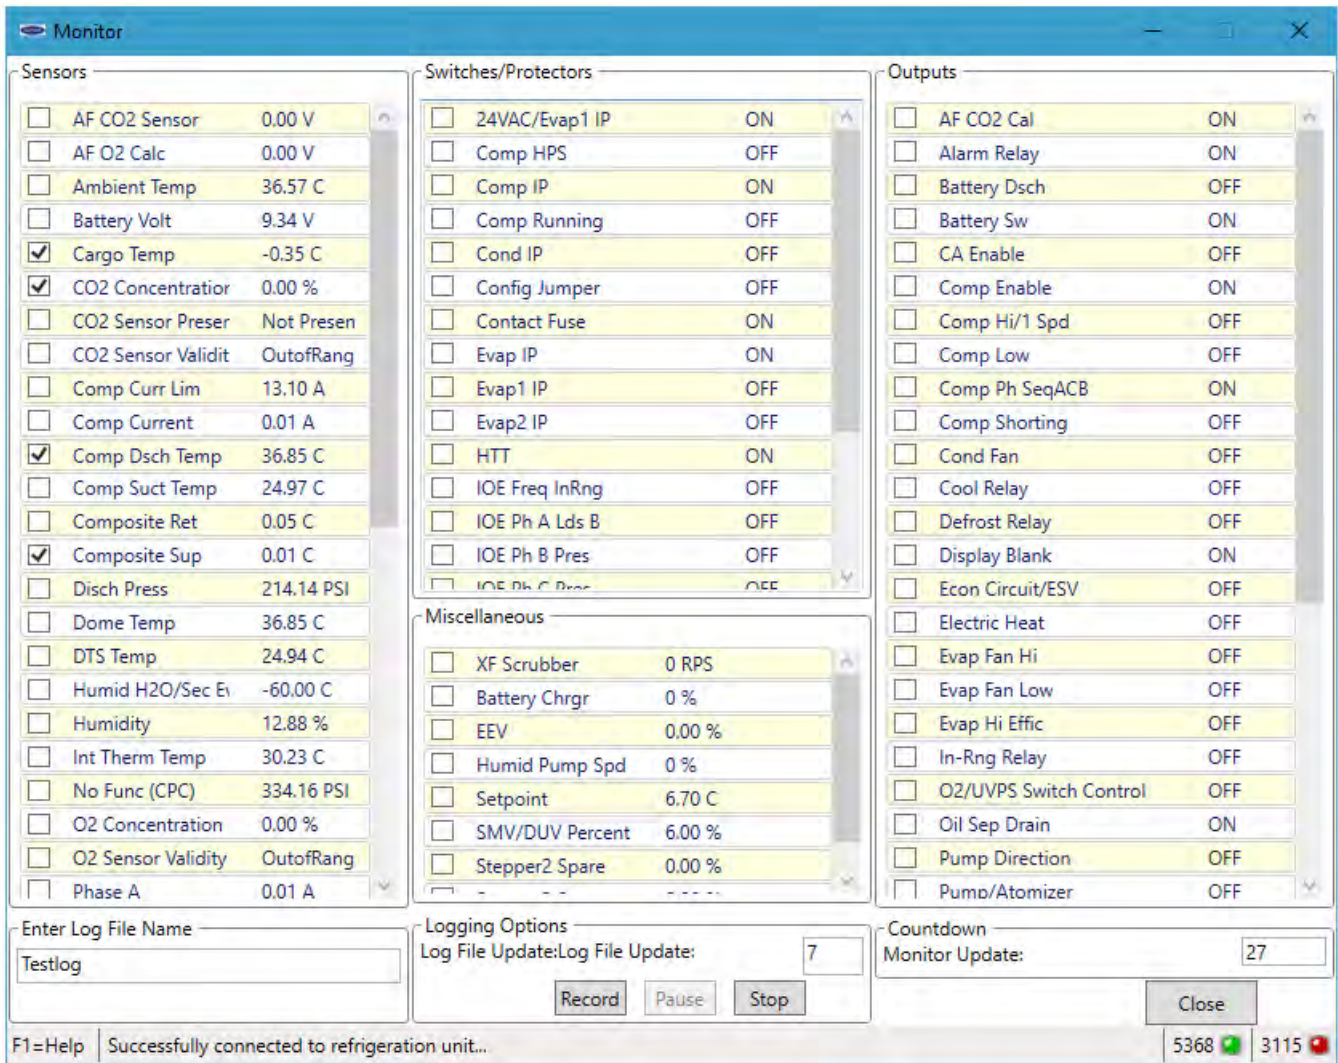 Monitor
Sensors
AF CO2 Sensor 0.00 V
AF O2 Calc 0.00 V
Ambient Temp 36.57 C
Battery Volt 9.34 V
Cargo Temp -0.35 C
CO2 Concentratior 0.00 %
CO2 Sensor Preser Not Presen
CO2 Sensor Validit OutofRang
Comp Curr Lim 13.10 A
Comp Current 0.01 A
Comp Dsch Temp 36.85 C
Comp Suct Temp 24.97 C
Composite Ret 0.05 C
Composite Sup 0.01 C
Disch Press 214.14 PSI
Dome Temp 36.85 C
DTS Temp 24.94 C
Humid H2O/Sec Ev -60.00 C
Humidity 12.88 %
Int Therm Temp 30.23 C
No Func (CPC) 334.16 PSI
O2 Concentration 0.00 %
O2 Sensor Validity OutofRang
Phase A 0.01 A
Switches/Protectors
24VAC/Evap1 IP ON
Comp HPS OFF
Comp IP ON
Comp Running OFF
Cond IP OFF
Config Jumper OFF
Contact Fuse ON
Evap IP ON
Evap1 IP OFF
Evap2 IP OFF
HTT ON
IOE Freq InRng OFF
IOE Ph A Lds B OFF
IOE Ph B Pres OFF
IOE Ph C Pres OFF
Miscellaneous
XF Scrubber 0 RPS
Battery Chrgr 0 %
EEV 0.00 %
Humid Pump Spd 0 %
Setpoint 6.70 C
SMV/DUV Percent 6.00 %
Stepper2 Spare 0.00 %
Outputs
AF CO2 Cal ON
Alarm Relay ON
Battery Dsch OFF
Battery Sw ON
CA Enable OFF
Comp Enable ON
Comp Hi/1 Spd OFF
Comp Low OFF
Comp Ph SeqACB ON
Comp Shorting OFF
Cond Fan OFF
Cool Relay OFF
Defrost Relay OFF
Display Blank ON
Econ Circuit/ESV OFF
Electric Heat OFF
Evap Fan Hi OFF
Evap Fan Low OFF
Evap Hi Effic OFF
In-Rng Relay OFF
O2/UVPS Switch Control OFF
Oil Sep Drain ON
Pump Direction OFF
Pump/Atomizer OFF
Enter Log File Name
Testlog
Logging Options
Log File Update:Log File Update: 7
Record Pause Stop
Countdown
Monitor Update: 27
Close
F1=Help Successfully connected to refrigeration unit... 5368 3115